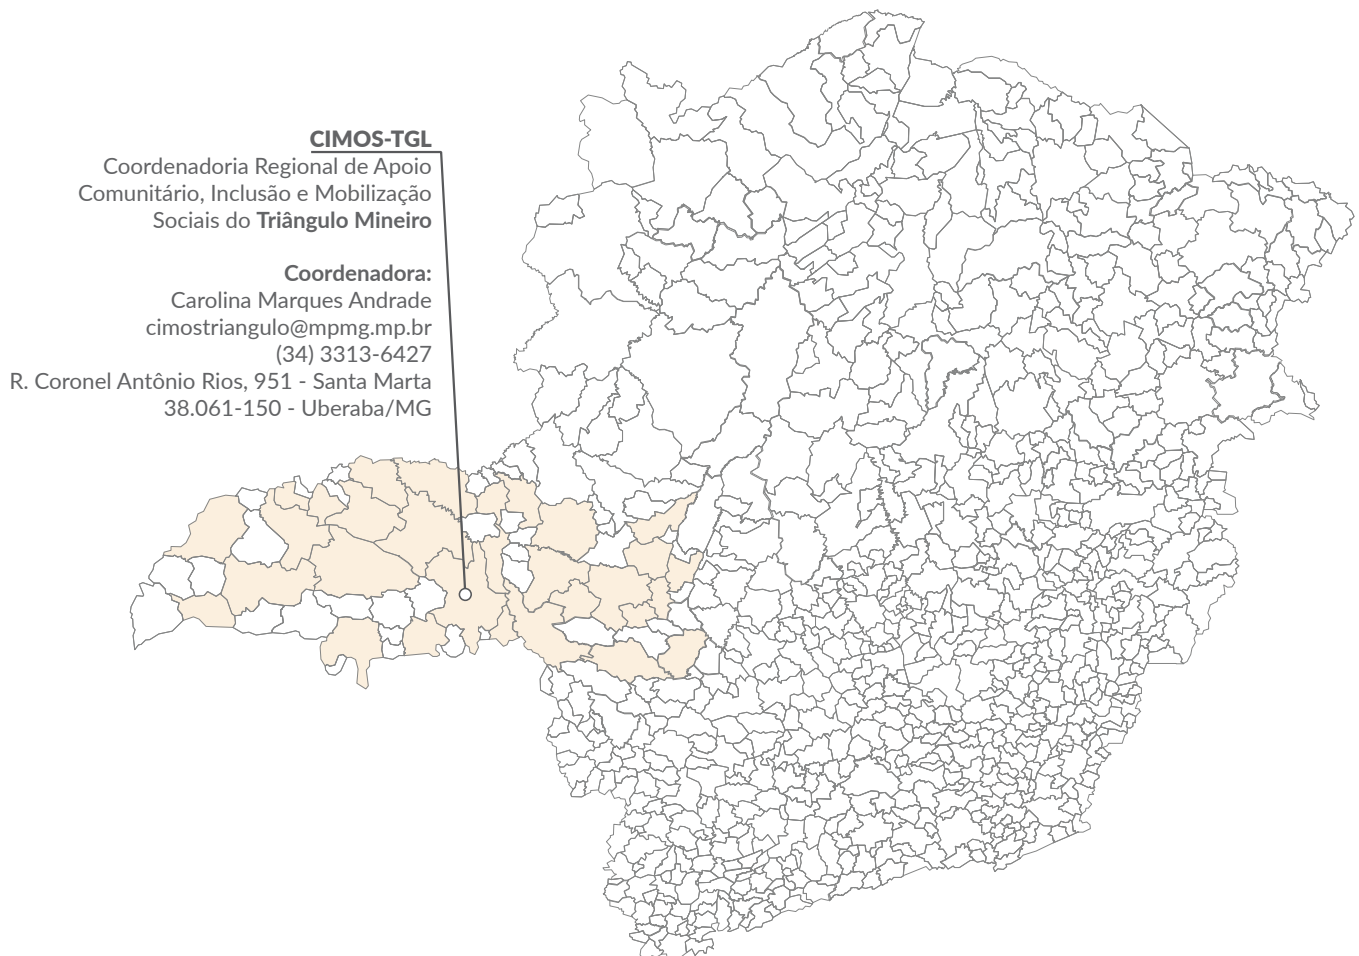 CIMOS-TGL
Coordenadoria Regional de Apoio
Comunitário, Inclusão e Mobilização
Sociais do Triângulo Mineiro
Coordenadora:
Carolina Marques Andrade
cimostriangulo@mpmg.mp.br
(34) 3313-6427
R. Coronel Antônio Rios, 951 - Santa Marta
38.061-150 - Uberaba/MG